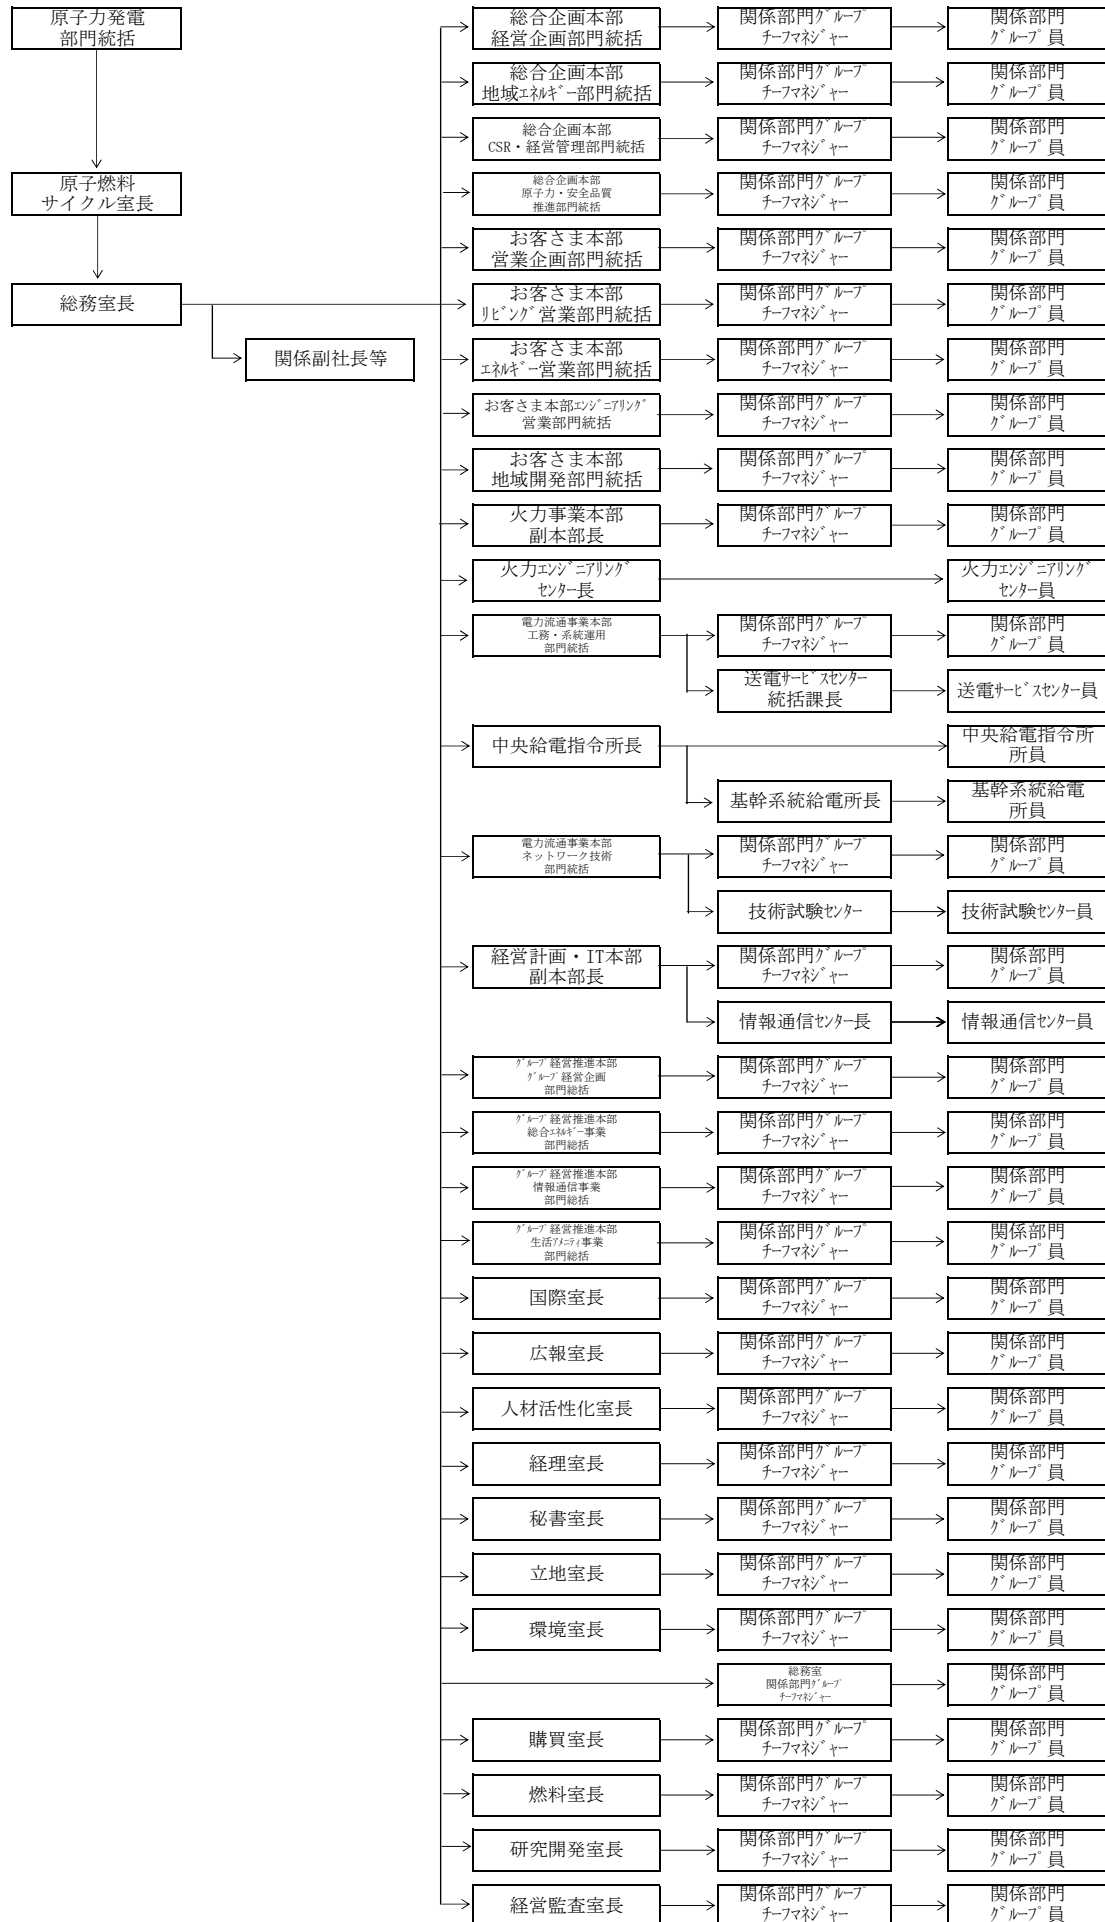 原子力発電
部門統括
原子燃料
サイクル室長
総務室長
関係副社長等
総合企画本部
経営企画部門統括
関係部門グループ
チーフマネジャー
関係部門
グループ員
総合企画本部
地域エネルギー部門統括
関係部門グループ
チーフマネジャー
関係部門
グループ員
総合企画本部
CSR・経営管理部門統括
関係部門グループ
チーフマネジャー
関係部門
グループ員
総合企画本部
原子力・安全品質
推進部門統括
関係部門グループ
チーフマネジャー
関係部門
グループ員
お客さま本部
営業企画部門統括
関係部門グループ
チーフマネジャー
関係部門
グループ員
お客さま本部
リビング営業部門統括
関係部門グループ
チーフマネジャー
関係部門
グループ員
お客さま本部
エネルギー営業部門統括
関係部門グループ
チーフマネジャー
関係部門
グループ員
お客さま本部エンジニアリング
営業部門統括
関係部門グループ
チーフマネジャー
関係部門
グループ員
お客さま本部
地域開発部門統括
関係部門グループ
チーフマネジャー
関係部門
グループ員
火力事業本部
副本部長
関係部門グループ
チーフマネジャー
関係部門
グループ員
火力エンジニアリング
センター長
火力エンジニアリング
センター員
電力流通事業本部
工務・系統運用
部門統括
関係部門グループ
チーフマネジャー
関係部門
グループ員
送電サービスセンター
統括課長
送電サービスセンター員
中央給電指令所長
中央給電指令所
所員
基幹系統給電所長
基幹系統給電
所員
電力流通事業本部
ネットワーク技術
部門統括
関係部門グループ
チーフマネジャー
関係部門
グループ員
技術試験センター
技術試験センター員
経営計画・IT本部
副本部長
関係部門グループ
チーフマネジャー
関係部門
グループ員
情報通信センター長
情報通信センター員
グループ経営推進本部
グループ経営企画
部門総括
関係部門グループ
チーフマネジャー
関係部門
グループ員
グループ経営推進本部
総合エネルギー事業
部門総括
関係部門グループ
チーフマネジャー
関係部門
グループ員
グループ経営推進本部
情報通信事業
部門総括
関係部門グループ
チーフマネジャー
関係部門
グループ員
グループ経営推進本部
生活アメニティ事業
部門総括
関係部門グループ
チーフマネジャー
関係部門
グループ員
国際室長
関係部門グループ
チーフマネジャー
関係部門
グループ員
広報室長
関係部門グループ
チーフマネジャー
関係部門
グループ員
人材活性化室長
関係部門グループ
チーフマネジャー
関係部門
グループ員
経理室長
関係部門グループ
チーフマネジャー
関係部門
グループ員
秘書室長
関係部門グループ
チーフマネジャー
関係部門
グループ員
立地室長
関係部門グループ
チーフマネジャー
関係部門
グループ員
環境室長
関係部門グループ
チーフマネジャー
関係部門
グループ員
総務室
関係部門グループ
チーフマネジャー
関係部門
グループ員
購買室長
関係部門グループ
チーフマネジャー
関係部門
グループ員
燃料室長
関係部門グループ
チーフマネジャー
関係部門
グループ員
研究開発室長
関係部門グループ
チーフマネジャー
関係部門
グループ員
経営監査室長
関係部門グループ
チーフマネジャー
関係部門
グループ員